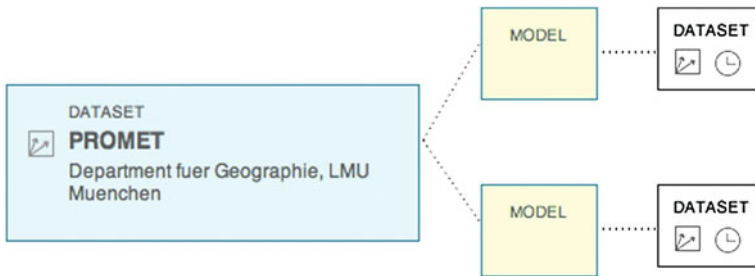 MODEL
DATASET
DATASET
PROMET
Department fuer Geographie, LMU
Muenchen
MODEL
DATASET